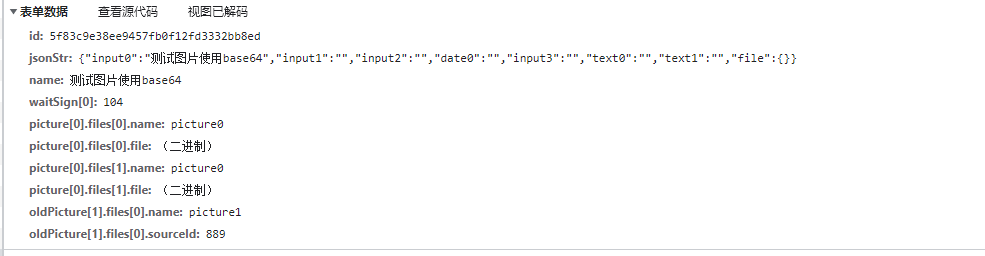 ▼表单数据 查看源代码 视图已解码
id: 5f83c9e38ee9457fb0f12fd3332bb8ed
jsonStr: {"input0":"测试图片使用base64","input1":"","input2":"","date0":"","input3":"","text0":"","text1":"","file":{}}
name: 测试图片使用base64
waitSign[0]: 104
picture[0].files[0].name: picture0
picture[0].files[0].file: （二进制）
picture[0].files[1].name: picture0
picture[0].files[1].file: （二进制）
oldPicture[1].files[0].name: picture1
oldPicture[1].files[0].sourceId: 889